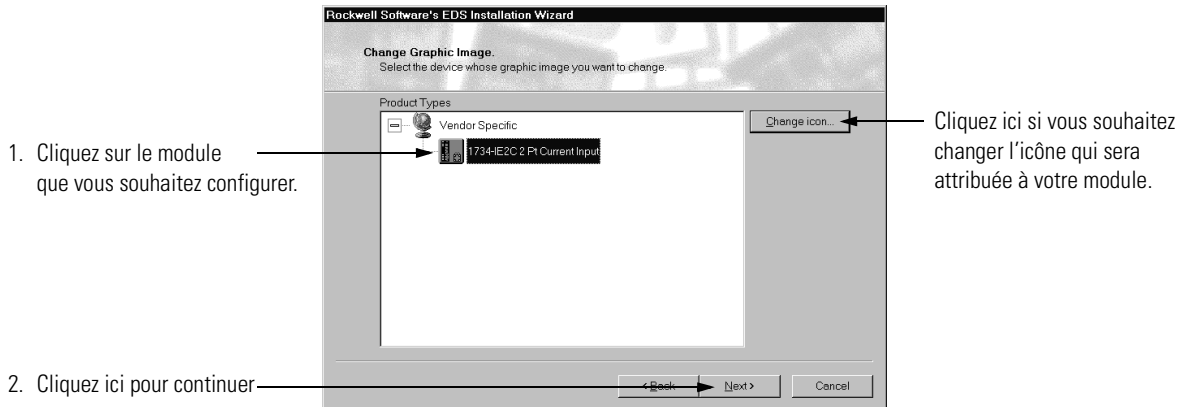 Rockwell Software's EDS Installation Wizard
Change Graphic Image.
Select the device whose graphic image you want to change.
Product Types
Vendor Specific
1734-IE2C 2 Pt Current Input
Change icon...
Cliquez ici si vous souhaitez
changer l'icône qui sera
attribuée à votre module.
1. Cliquez sur le module
que vous souhaitez configurer.
2. Cliquez ici pour continuer
< Back
Next >
Cancel